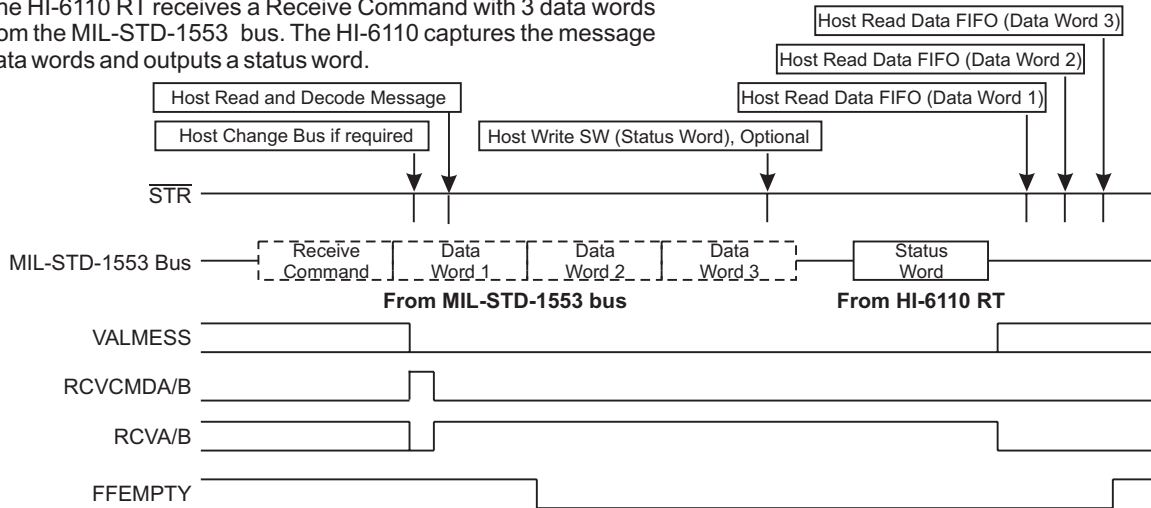 HI-6110 RT receives a Receive Command with 3 data words
the MIL-STD-1553 bus. The HI-6110 captures the message
words and outputs a status word.
Host Read Data FIFO (Data Word 3)
Host Read Data FIFO (Data Word 2)
Host Read and Decode Message
Host Read Data FIFO (Data Word 1)
Host Change Bus if required
Host Write SW (Status Word), Optional
STR
MIL-STD-1553 Bus
Receive
Command
Data
Word 1
Data
Word 2
Data
Word 3
Status
Word
From MIL-STD-1553 bus
From HI-6110 RT
VALMESS
RCVCMDA/B
RCVA/B
FFEMPTY